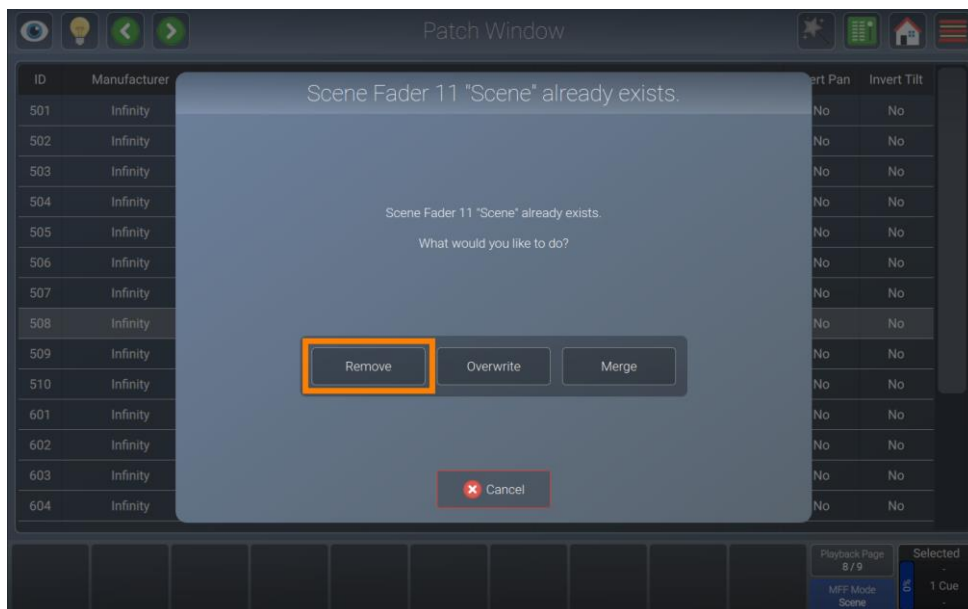 Patch Window
ID Manufacturer ert Pan Invert Tilt
Scene Fader 11 "Scene" already exists.
501 Infinity No No
502 Infinity No No
503 Infinity No No
504 Infinity No No
Scene Fader 11 "Scene" already exists.
505 Infinity No No
What would you like to do?
506 Infinity No No
507 Infinity No No
508 Infinity No No
509 Infinity No No
Remove Overwrite Merge
510 Infinity No No
601 Infinity No No
602 Infinity No No
603 Infinity No No
Cancel
604 Infinity No No
Playback Page
8 / 9
MFF Mode
Scene
0%
Selected
-
1 Cue
-